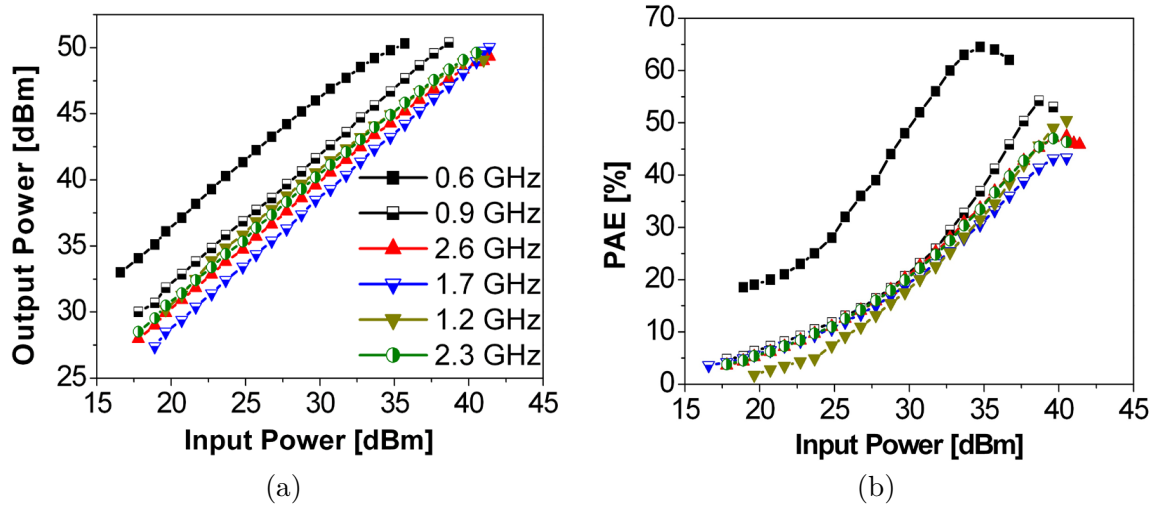 Output Power [dBm]
50
45
40
35
30
25
0.6 GHz
0.9 GHz
2.6 GHz
1.7 GHz
1.2 GHz
2.3 GHz
15 20 25 30 35 40 45
Input Power [dBm]
(a)
PAE [%]
70
60
50
40
30
20
10
0
15 20 25 30 35 40 45
Input Power [dBm]
(b)